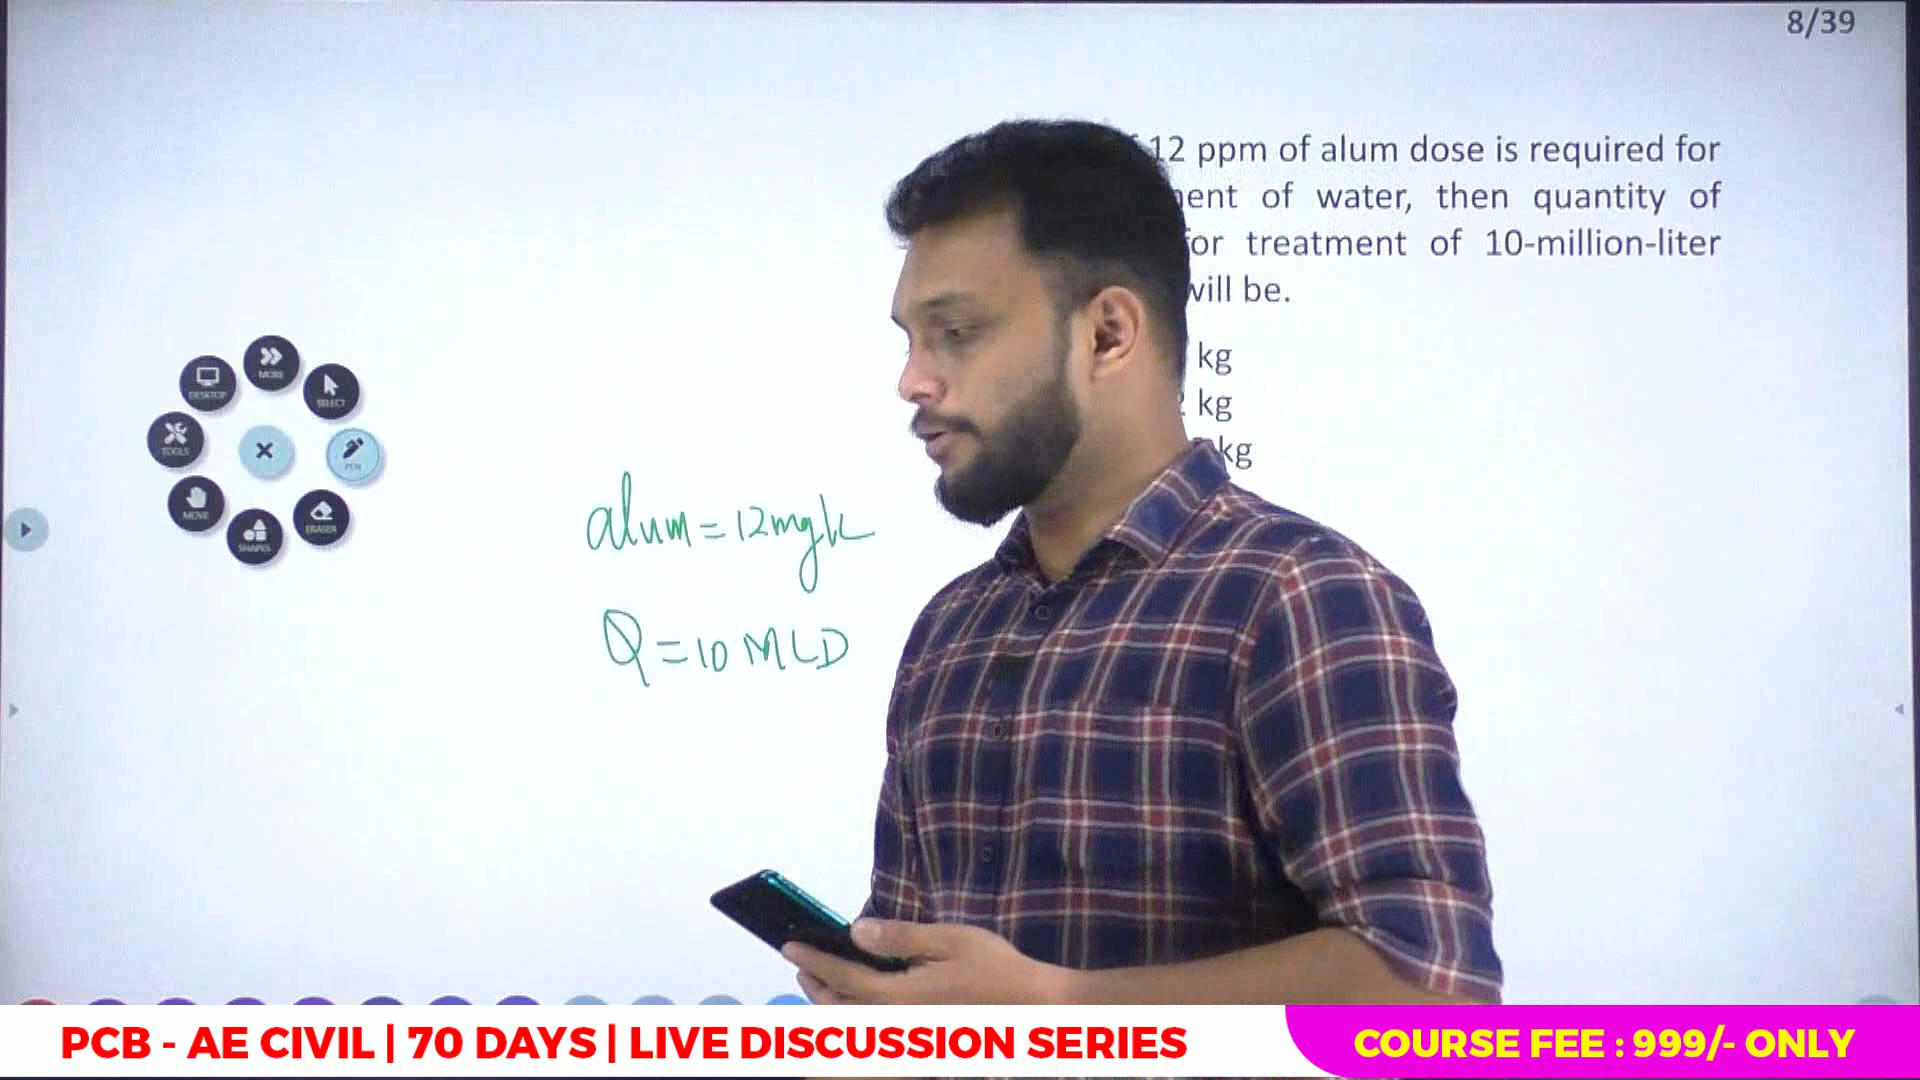 8/39
12 ppm of alum dose is required for
of water, then quantity of
for treatment of 10-million-liter
will be.
kg
kg
kg
MORE
DESKTOP
SELECT
TOOLS
PEN
MOVE
ERASER
SHAPES
alum = 12mg/L
Q = 10 MLD
PCB - AE CIVIL | 70 DAYS | LIVE DISCUSSION SERIES
COURSE FEE : 999/- ONLY